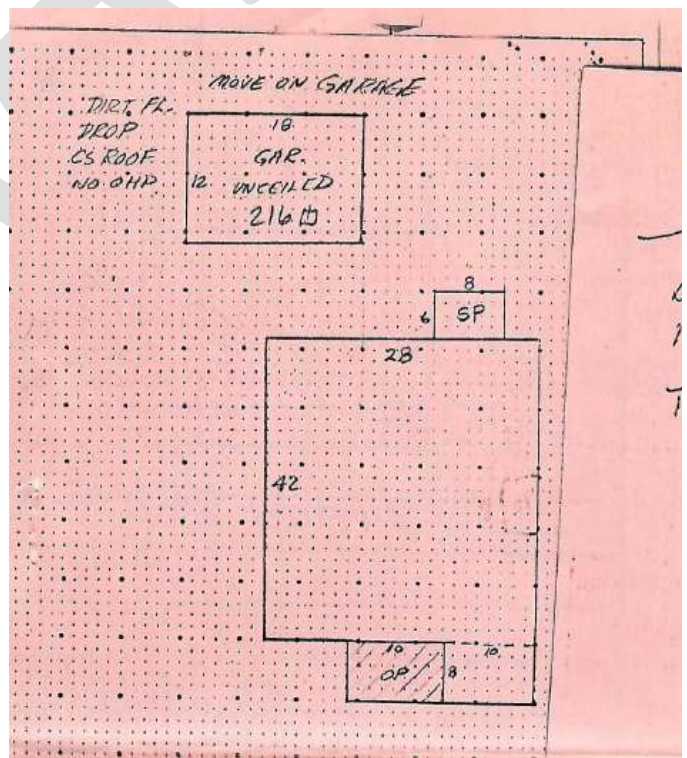 MOVE ON GARAGE
DIRT FL.
DROP
CS ROOF
NO OHD
18
12
GAR.
UNCEILED
216
8
6
SP
28
42
10
10
OP
8